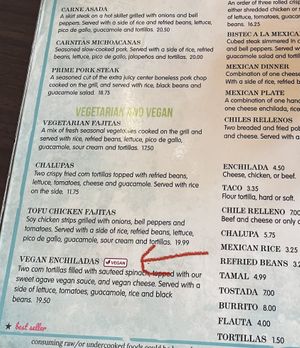 CARNE ASADA
A skirt steak on a hot skillet grilled with onions and bell
peppers. Served with a side of rice and refried beans, lettuce,
pico de gallo, guacamole and tortillas. 20.50
CARNITAS MICHOACANAS
Seasoned slow-cooked pork. Served with a side of rice, refried
beans, lettuce, pico de gallo, jalapeños and tortillas. 20.00
PRIME PORK STEAK
A seasoned cut of the extra juicy center boneless pork chop
cooked on the grill, and served with rice, black beans and
guacamole salad. 18.75
VEGETARIAN AND VEGAN
VEGETARIAN FAJITAS
A mix of fresh seasonal vegetables cooked on the grill and
served with rice, refried beans, lettuce, pico de gallo,
guacamole, sour cream and tortillas. 17.50
CHALUPAS
Two crispy fried corn tortillas topped with refried beans,
lettuce, tomatoes, cheese and guacamole. Served with rice
on the side. 11.75
TOFU CHICKEN FAJITAS
Soy chicken strips grilled with onions, bell peppers and
tomatoes. Served with a side of rice, refried beans, lettuce,
pico de gallo, guacamole, sour cream and tortillas. 19.99
VEGAN ENCHILADAS VEGAN
Two corn tortillas filled with sauteed spinach, topped with our
sweet agave vegan sauce, and vegan cheese. Served with a
side of lettuce, tomatoes, guacamole, rice and black
beans. 19.50
best seller
consuming raw/undercooked foods could be
An order of three rolled crisp
either shredded chicken or
of lettuce, tomatoes, guacam
beans. 16.25
BISTEC A LA MEXICA
Cubed steak simmered in
and bell peppers. Served
guacamole salad and tortil
MEXICAN DINNER
Combination of one chees
With a side of rice, refried b
MEXICAN PLATE
A combination of one han
one cheese enchilada, rice
CHILES RELLENOS
Two breaded and fried pob
and cheese. Serv
ENCHILADA 4.50
Cheese, chicken, or beef.
TACO 3.35
Flour tortilla, hard or soft.
CHILE RELLENO 7.00
Beef and cheese or only c
CHALUPA 5.75
MEXICAN RICE 3.25
REFRIED BEANS 3.2
TAMAL 4.99
TOSTADA 7.00
BURRITO 8.00
FLAUTA 4.00
TORTILLAS 1.50